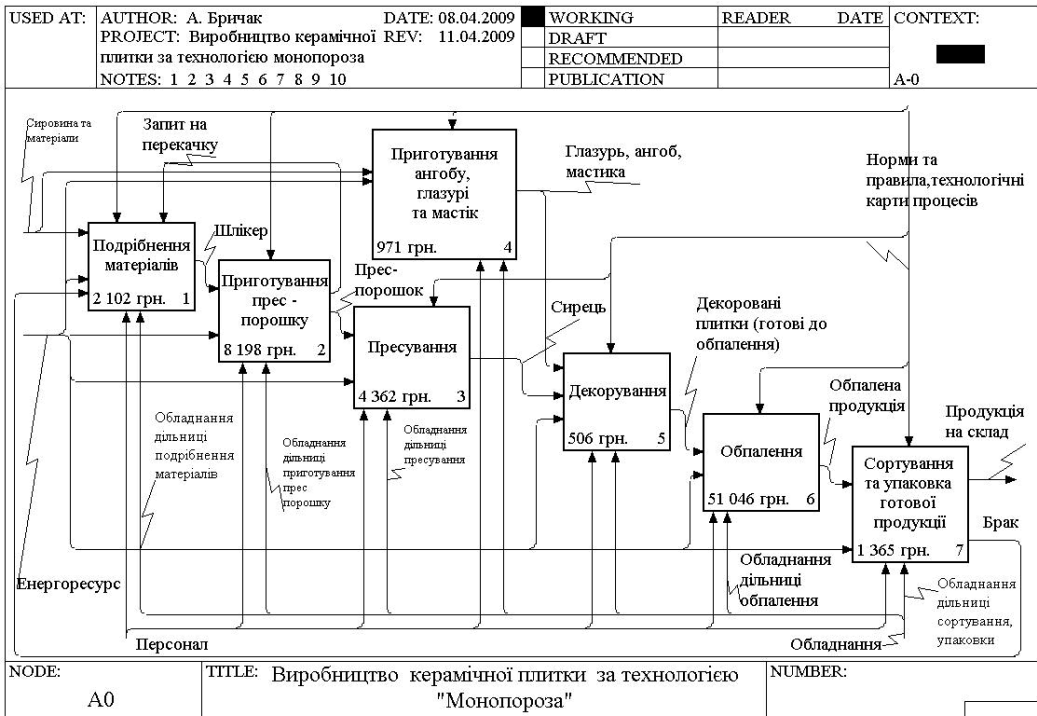 USED AT:
AUTHOR: А. Бричак
DATE: 08.04.2009
PROJECT: Виробництво керамічної
REV: 11.04.2009
плитки за технологією монопороза
NOTES: 1 2 3 4 5 6 7 8 9 10
WORKING
DRAFT
RECOMMENDED
PUBLICATION
READER
DATE
CONTEXT:
A-0
Сировина та
матеріали
Запит на
перекачку
Приготування
ангобу,
глазурі
та мастік
971 грн. 4
Глазурь, ангоб,
мастика
Норми та
правила,технологічні
карти процесів
Подрібнення
матеріалів
2 102 грн. 1
Шлікер
Приготування
прес -
порошку
8 198 грн. 2
Прес-
порошок
Пресування
4 362 грн. 3
Сирець
Декоровані
плитки (готові до
обпалення)
Декорування
506 грн. 5
Обпалена
продукція
Обпалення
51 046 грн. 6
Продукція
на склад
Сортування
та упаковка
готової
продукції
1 365 грн. 7
Брак
Обладнання
дільниці
подрібнення
матеріалів
Обладнання
дільниці
приготування
прес
порошку
Обладнання
дільниці
пресування
Енергоресурс
Обладнання
дільниці
обпалення
Обладнання
дільниці
сортування,
упаковки
Персонал
Обладнання
NODE:
A0
TITLE: Виробництво керамічної плитки за технологією
"Монопороза"
NUMBER: